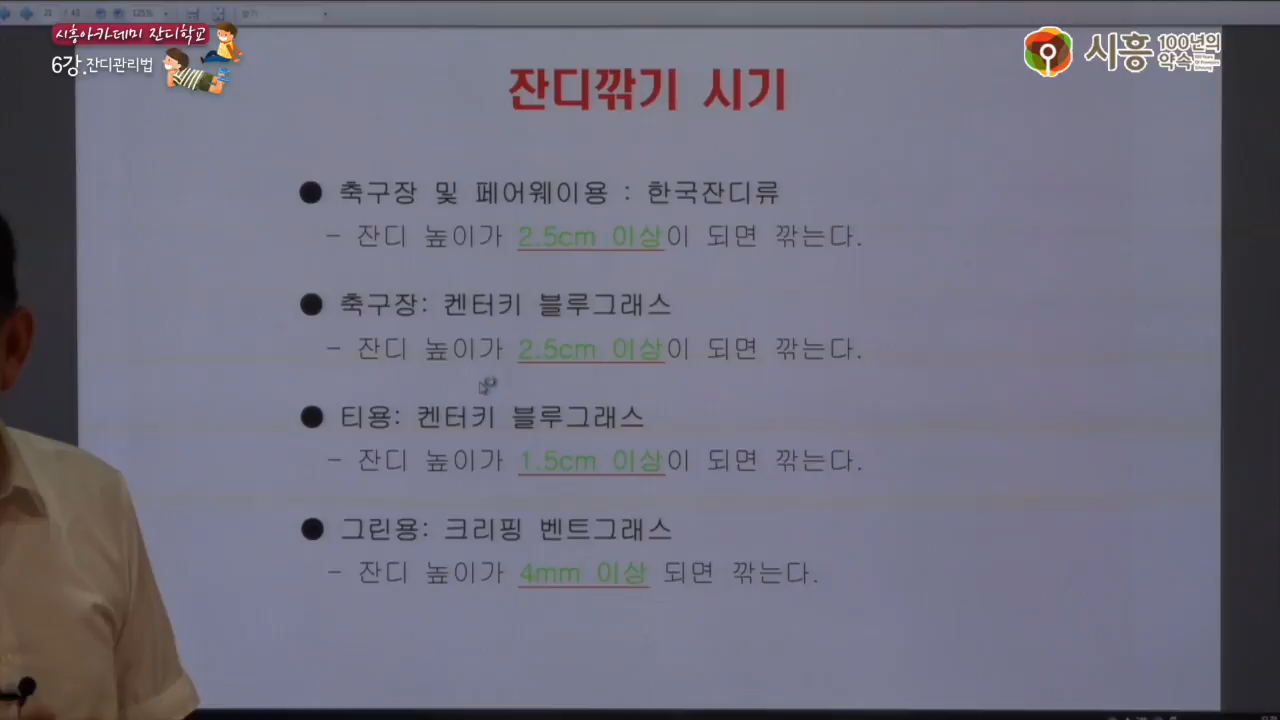 21 / 43 125%
시흥아카데미 잔디학교
6강.잔디관리법
시흥 100년의 약속
잔디깎기 시기
● 축구장 및 페어웨이용 : 한국잔디류
- 잔디 높이가 2.5cm 이상이 되면 깎는다.
● 축구장: 켄터키 블루그래스
- 잔디 높이가 2.5cm 이상이 되면 깎는다.
● 티용: 켄터키 블루그래스
- 잔디 높이가 1.5cm 이상이 되면 깎는다.
● 그린용: 크리핑 벤트그래스
- 잔디 높이가 4mm 이상 되면 깎는다.